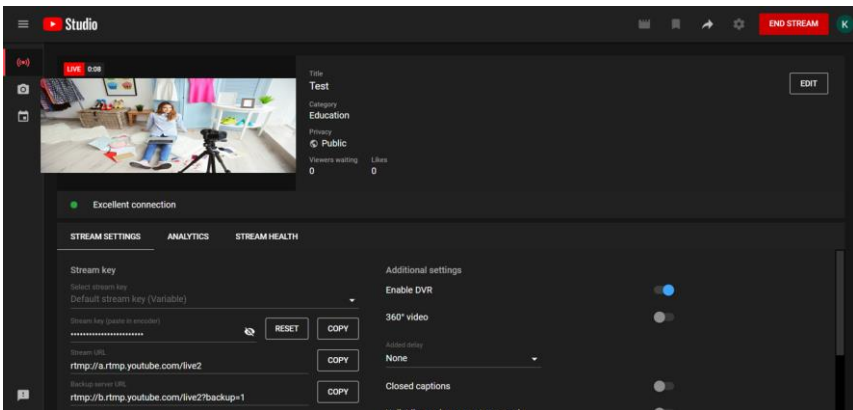 Studio
END STREAM
K
LIVE 0:08
Title
Test
EDIT
Category
Education
Privacy
Public
Viewers waiting Likes
0 0
Excellent connection
STREAM SETTINGS ANALYTICS STREAM HEALTH
Stream key
Select stream key
Default stream key (Variable)
Stream key (paste in encoder)
•••••••••••••••••••••••• RESET COPY
Stream URL
rtmp://a.rtmp.youtube.com/live2 COPY
Backup server URL
rtmp://b.rtmp.youtube.com/live2?backup=1 COPY
Additional settings
Enable DVR
360° video
Added delay
None
Closed captions